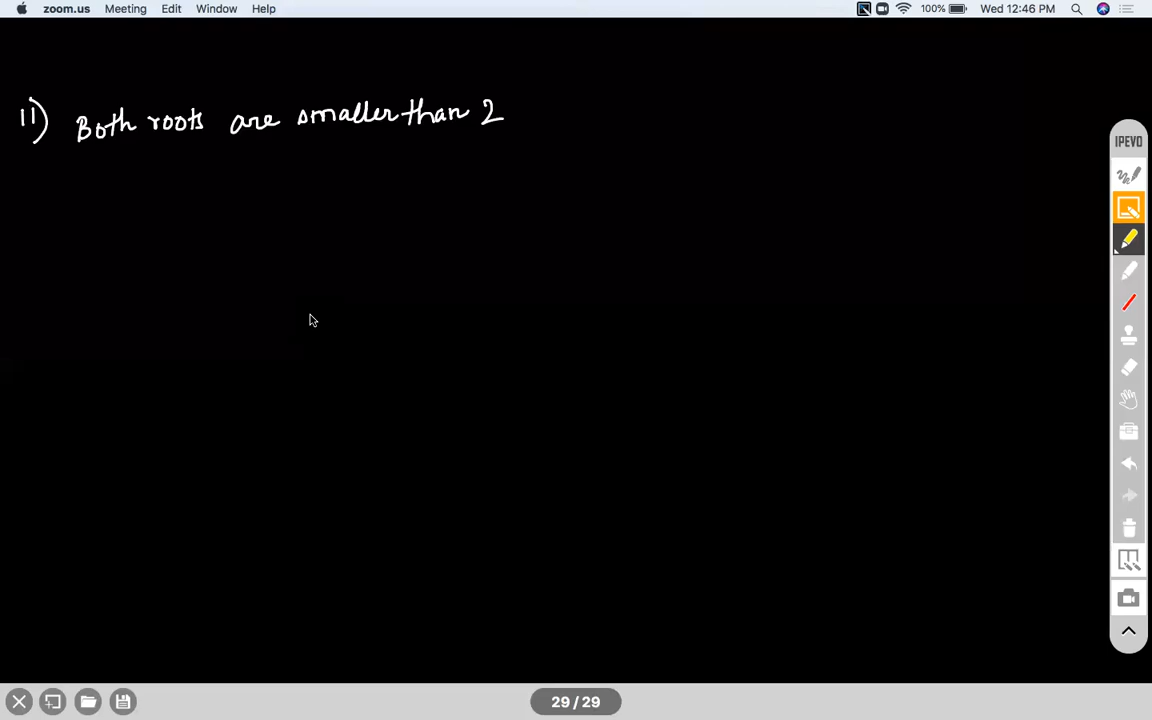 zoom.us Meeting Edit Window Help 100% Wed 12:46 PM
11) Both roots are smaller than 2
IPEVO
29 / 29